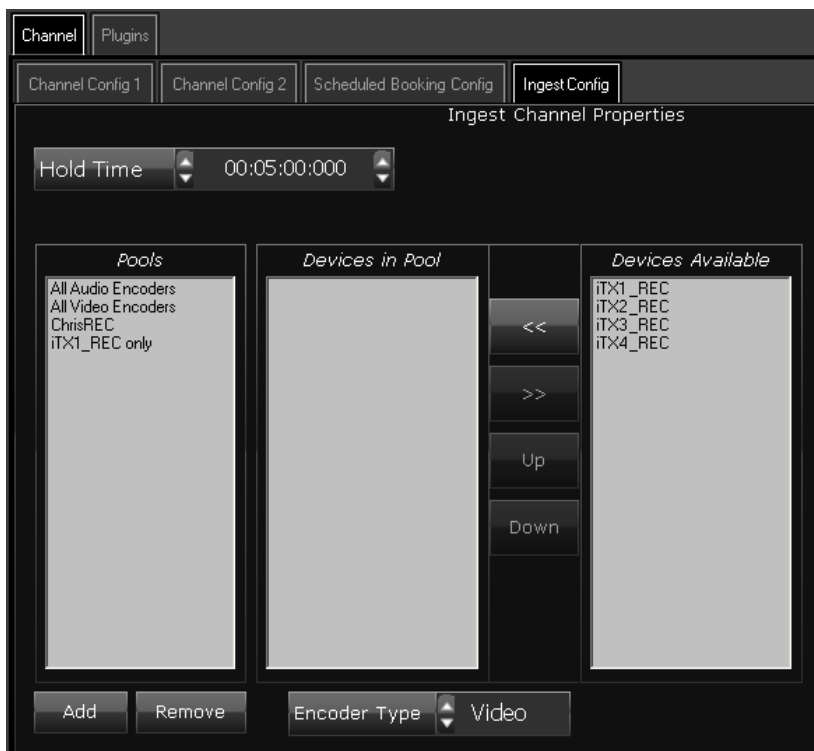 Channel Plugins
Channel Config 1 Channel Config 2 Scheduled Booking Config Ingest Config
Ingest Channel Properties
Hold Time 00:05:00:000
Pools
All Audio Encoders
All Video Encoders
ChrisREC
iTX1_REC only
Devices in Pool
<<
>>
Up
Down
Devices Available
iTX1_REC
iTX2_REC
iTX3_REC
iTX4_REC
Add Remove Encoder Type Video